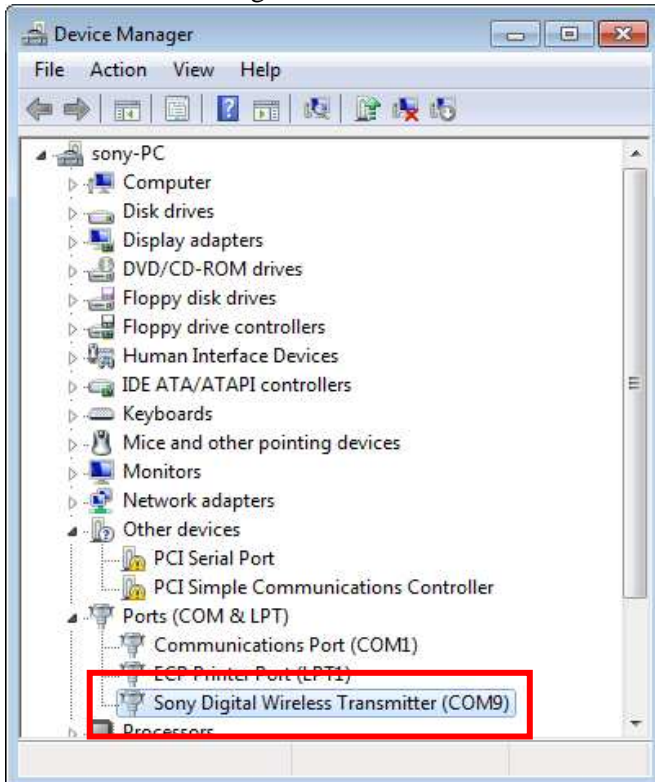 Device Manager
File Action View Help
sony-PC
Computer
Disk drives
Display adapters
DVD/CD-ROM drives
Floppy disk drives
Floppy drive controllers
Human Interface Devices
IDE ATA/ATAPI controllers
Keyboards
Mice and other pointing devices
Monitors
Network adapters
Other devices
PCI Serial Port
PCI Simple Communications Controller
Ports (COM & LPT)
Communications Port (COM1)
ECP Printer Port (LPT1)
Sony Digital Wireless Transmitter (COM9)
Processors